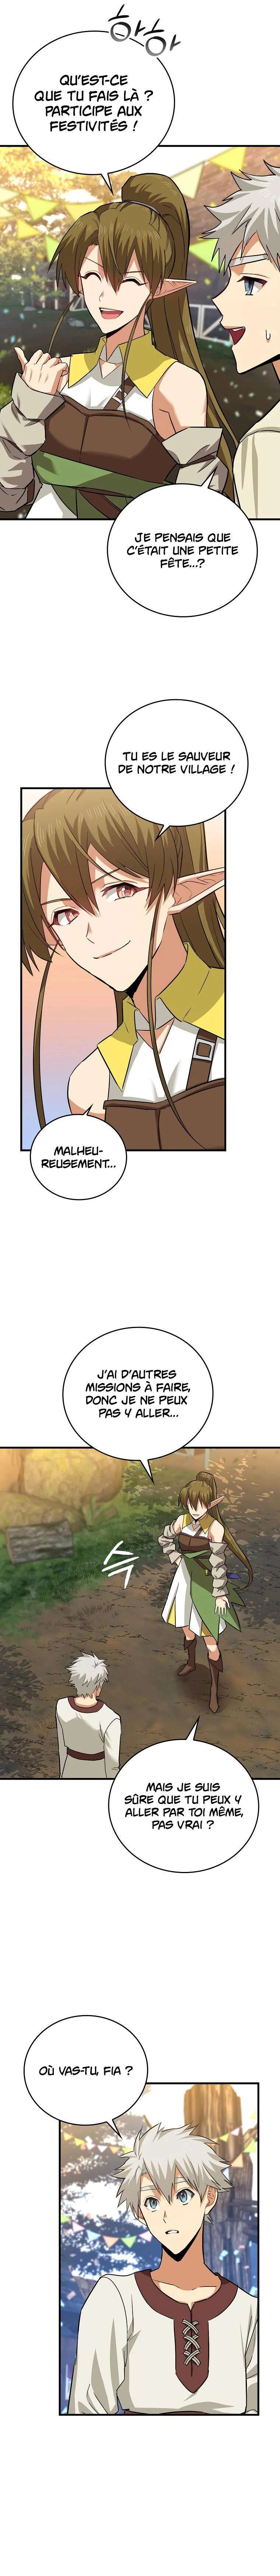 하하
QU'EST-CE
QUE TU FAIS LÀ ?
PARTICIPE AUX
FESTIVITÉS !
JE PENSAIS QUE
C'ÉTAIT UNE PETITE
FÊTE...?
TU ES LE SAUVEUR
DE NOTRE VILLAGE !
MALHEU-
REUSEMENT...
J'AI D'AUTRES
MISSIONS À FAIRE,
DONC JE NE PEUX
PAS Y ALLER...
스
MAIS JE SUIS
SÛRE QUE TU PEUX Y
ALLER PAR TOI MÊME,
PAS VRAI ?
OÙ VAS-TU, FIA ?